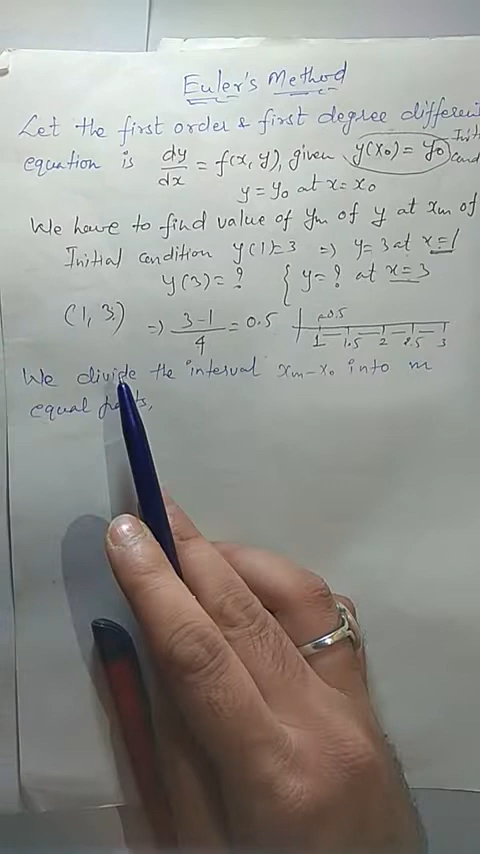 Euler's Method
Let the first order & first degree different
equation is dy/dx = f(x, y), given y(x₀) = y₀ Init
cond
y = y₀ at x = x₀
We have to find value of yₘ of y at xₘ of
Initial condition y(1)=3 => y = 3 at x = 1
y(3) = ? { y = ? at x = 3
(1, 3) => 3-1/4 = 0.5 0.5
1 1.5 2 2.5 3
We divide the interval xₘ-x₀ into m
equal parts,